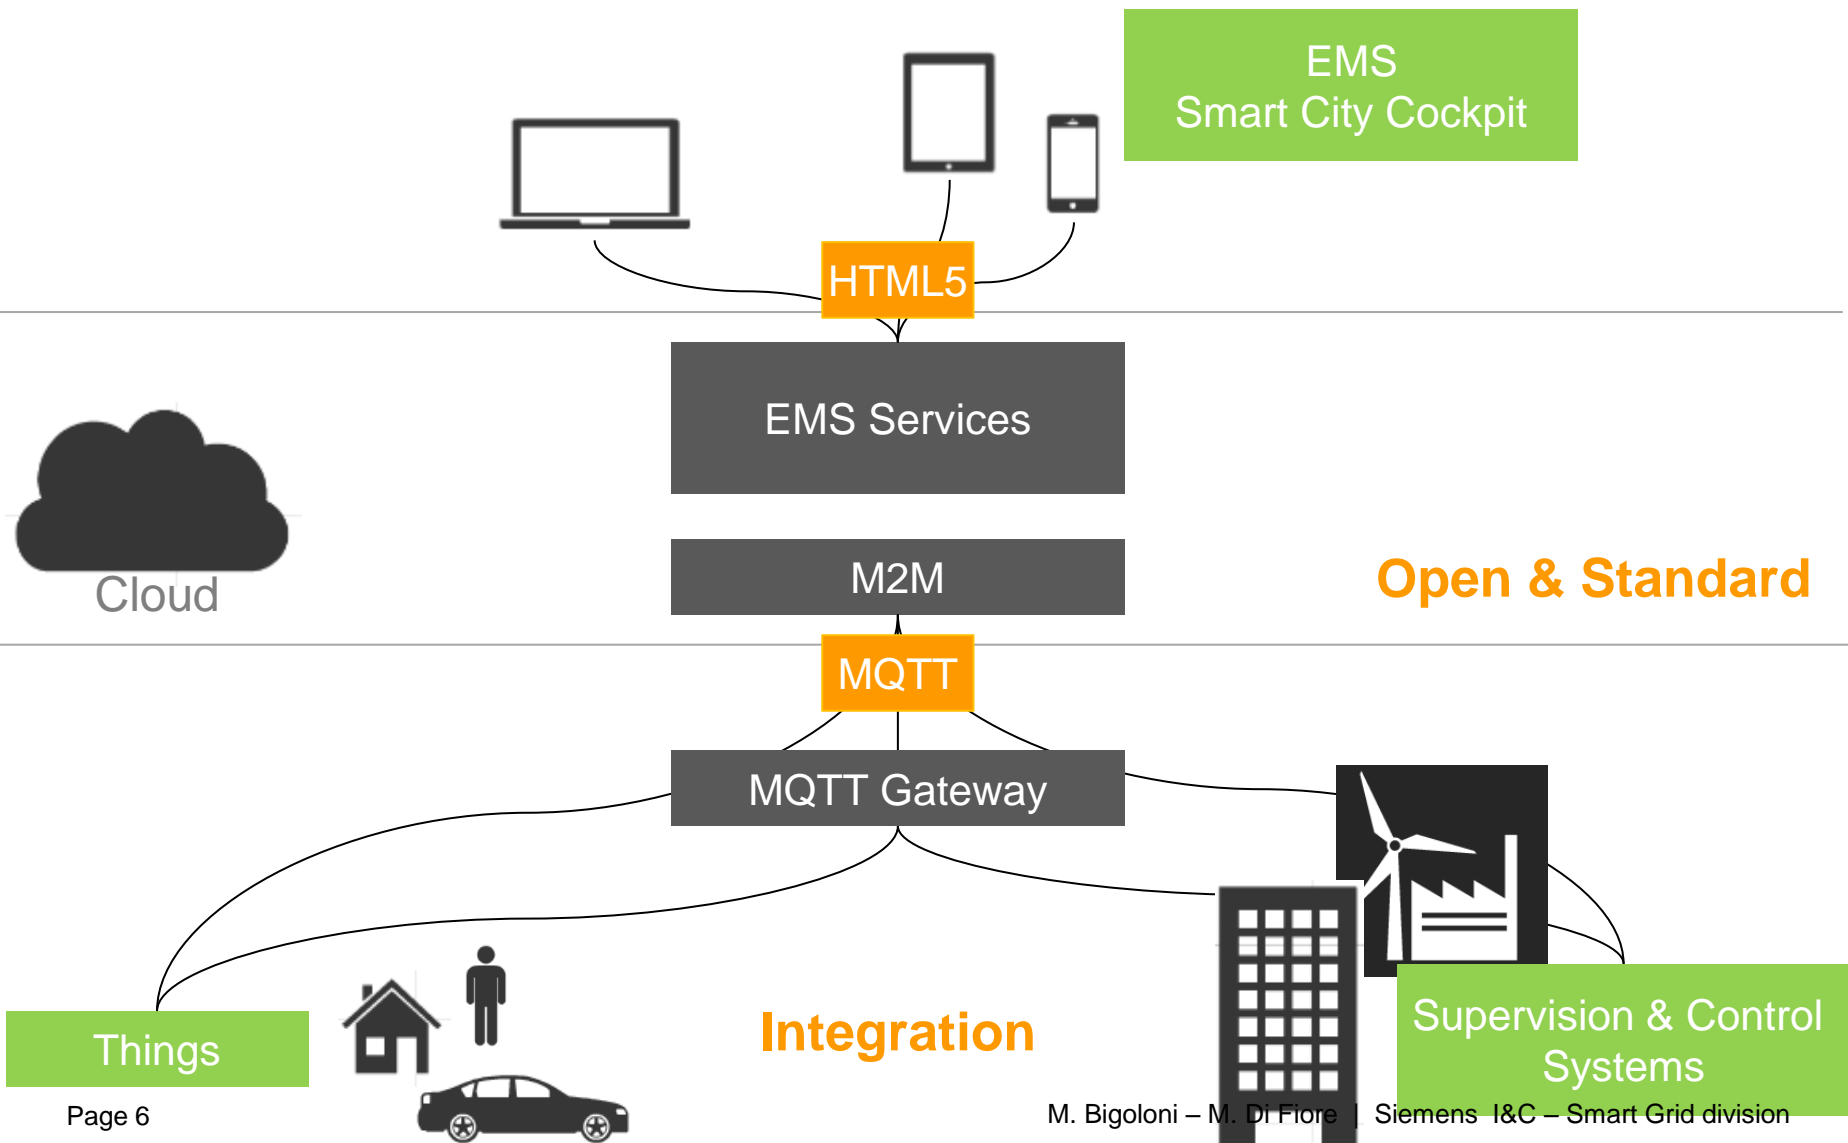 EMS
Smart City Cockpit
HTML5
EMS Services
Cloud
M2M
Open & Standard
MQTT
MQTT Gateway
Things
Integration
Supervision & Control
Systems
Page 6
M. Bigoloni – M. Di Fiore | Siemens I&C – Smart Grid division